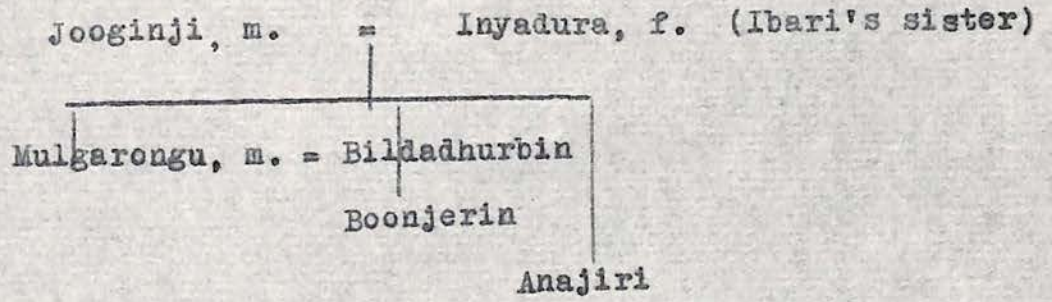 Jooginji, m. = Inyadura, f. (Ibari's sister)
Mulgarongu, m. = Bildadhurbin
Boonjerin
Anajiri